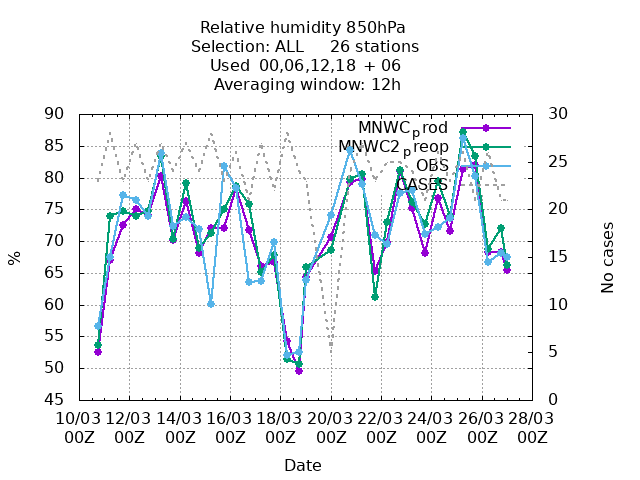 Relative humidity 850hPa
Selection: ALL     26 stations
Used 00,06,12,18 + 06
Averaging window: 12h
MNWC_prod
MNWC2_preop
OBS
CASES
90
85
80
75
70
65
60
55
50
45
%
30
25
20
15
10
5
0
No cases
10/03 12/03 14/03 16/03 18/03 20/03 22/03 24/03 26/03 28/03
00Z 00Z 00Z 00Z 00Z 00Z 00Z 00Z 00Z 00Z
Date